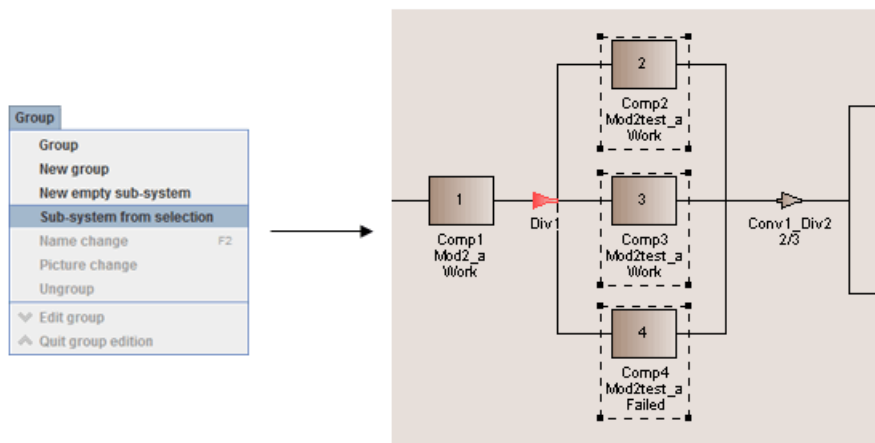 Group
Group
New group
New empty sub-system
Sub-system from selection
Name change F2
Picture change
Ungroup
Edit group
Quit group edition
2
Comp2
Mod2test_a
Work
1
Comp1
Mod2_a
Work
Div1
3
Comp3
Mod2test_a
Work
Conv1_Div2
2/3
4
Comp4
Mod2test_a
Failed